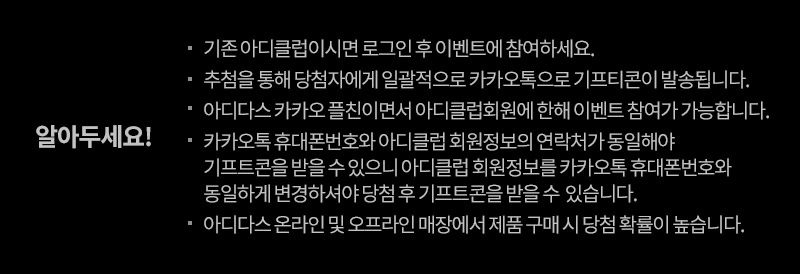 알아두세요!
기존 아디클럽이시면 로그인 후 이벤트에 참여하세요.
추첨을 통해 당첨자에게 일괄적으로 카카오톡으로 기프티콘이 발송됩니다.
아디다스 카카오 플친이면서 아디클럽회원에 한해 이벤트 참여가 가능합니다.
카카오톡 휴대폰번호와 아디클럽 회원정보의 연락처가 동일해야
기프트콘을 받을 수 있으니 아디클럽 회원정보를 카카오톡 휴대폰번호와
동일하게 변경하셔야 당첨 후 기프트콘을 받을 수 있습니다.
아디다스 온라인 및 오프라인 매장에서 제품 구매 시 당첨 확률이 높습니다.